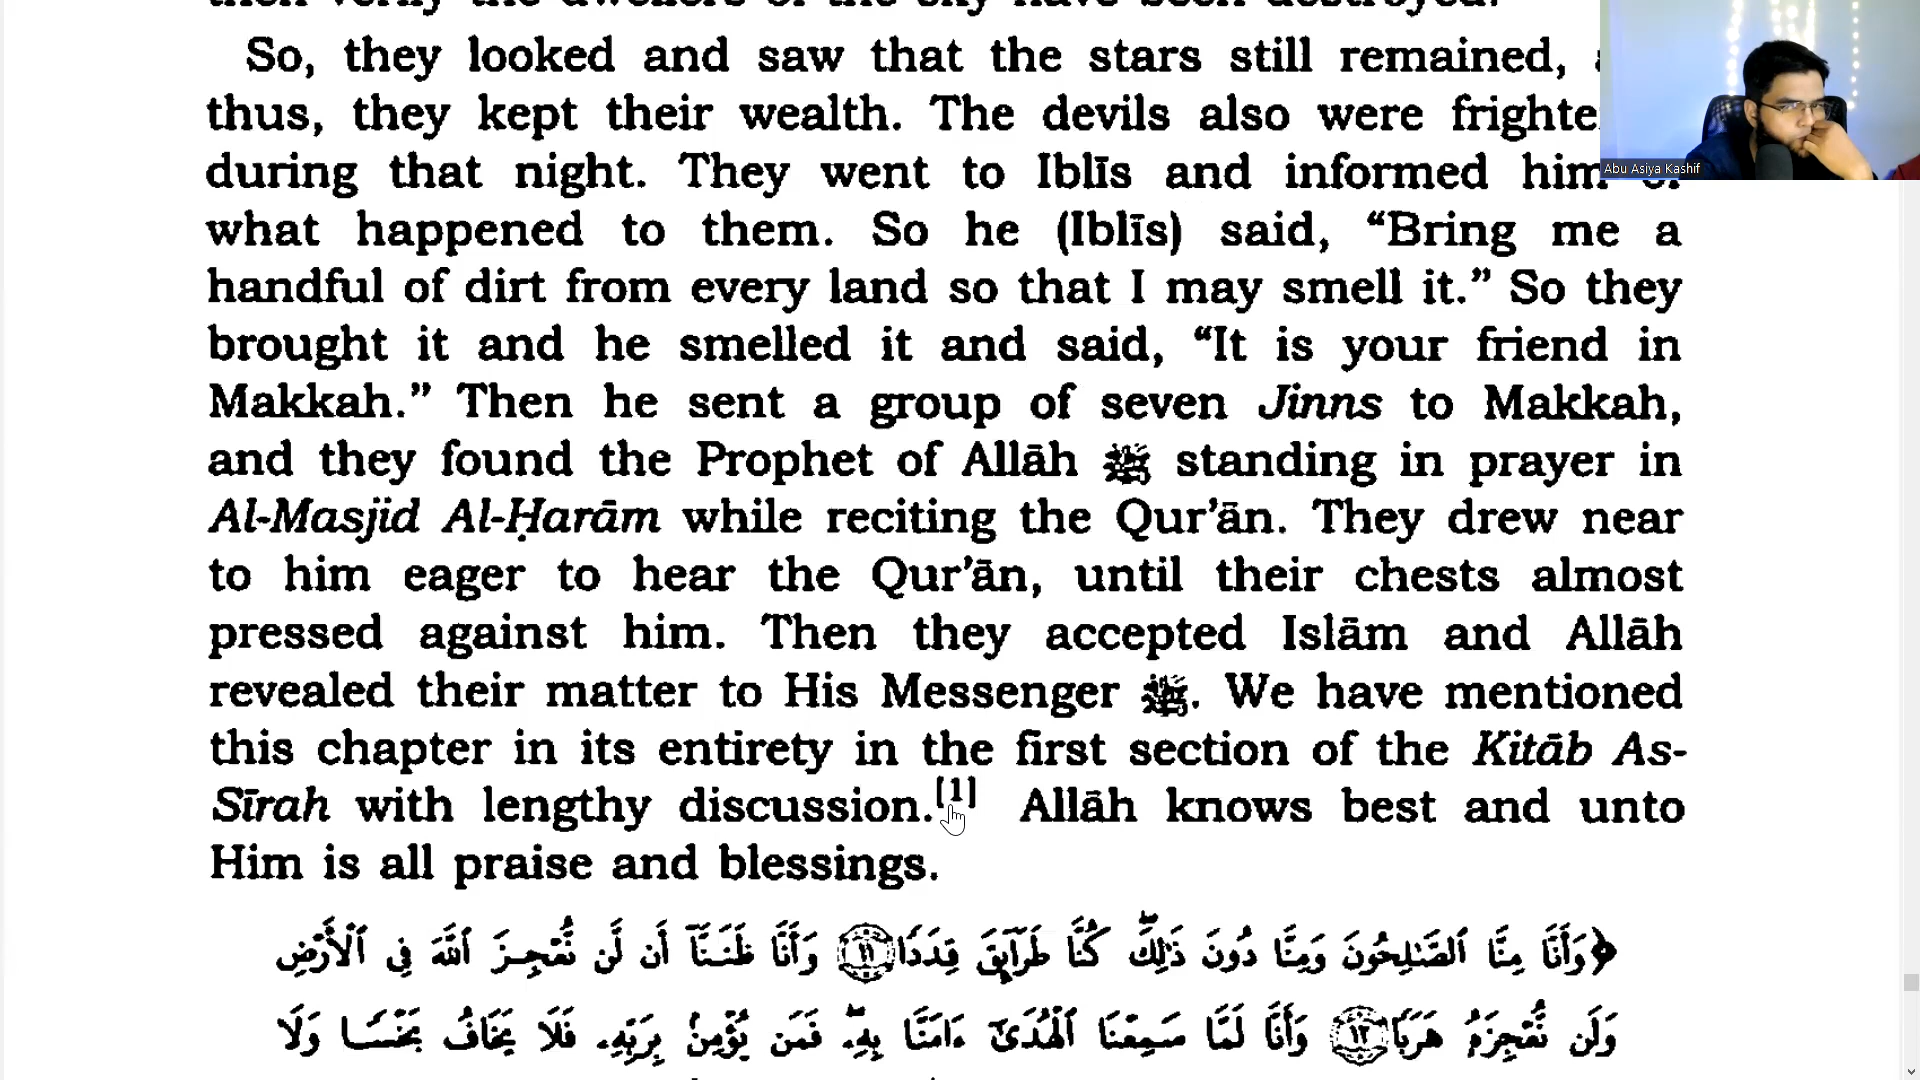 So, they looked and saw that the stars still remained,
thus, they kept their wealth. The devils also were frighte
during that night. They went to Iblīs and informed him of
what happened to them. So he (Iblīs) said, “Bring me a
handful of dirt from every land so that I may smell it.” So they
brought it and he smelled it and said, “It is your friend in
Makkah.” Then he sent a group of seven Jinns to Makkah,
and they found the Prophet of Allāh ﷺ standing in prayer in
Al-Masjid Al-Ḥarām while reciting the Qur’ān. They drew near
to him eager to hear the Qur’ān, until their chests almost
pressed against him. Then they accepted Islām and Allāh
revealed their matter to His Messenger ﷺ. We have mentioned
this chapter in its entirety in the first section of the Kitāb As-
Sīrah with lengthy discussion.[1] Allāh knows best and unto
Him is all praise and blessings.
﴿وَأَنَّا مِنَّا ٱلصَّـٰلِحُونَ وَمِنَّا دُونَ ذَٰلِكَۖ كُنَّا طَرَآئِقَ قِدَدًا ۝١١ وَأَنَّا ظَنَنَّآ أَن لَّن نُّعْجِزَ ٱللَّهَ فِى ٱلْأَرْضِ
وَلَن نُّعْجِزَهُۥ هَرَبًا ۝١٢ وَأَنَّا لَمَّا سَمِعْنَا ٱلْهُدَىٰٓ ءَامَنَّا بِهِۦۖ فَمَن يُؤْمِنۢ بِرَبِّهِۦ فَلَا يَخَافُ بَخْسًا وَلَا
Abu Asiya Kashif